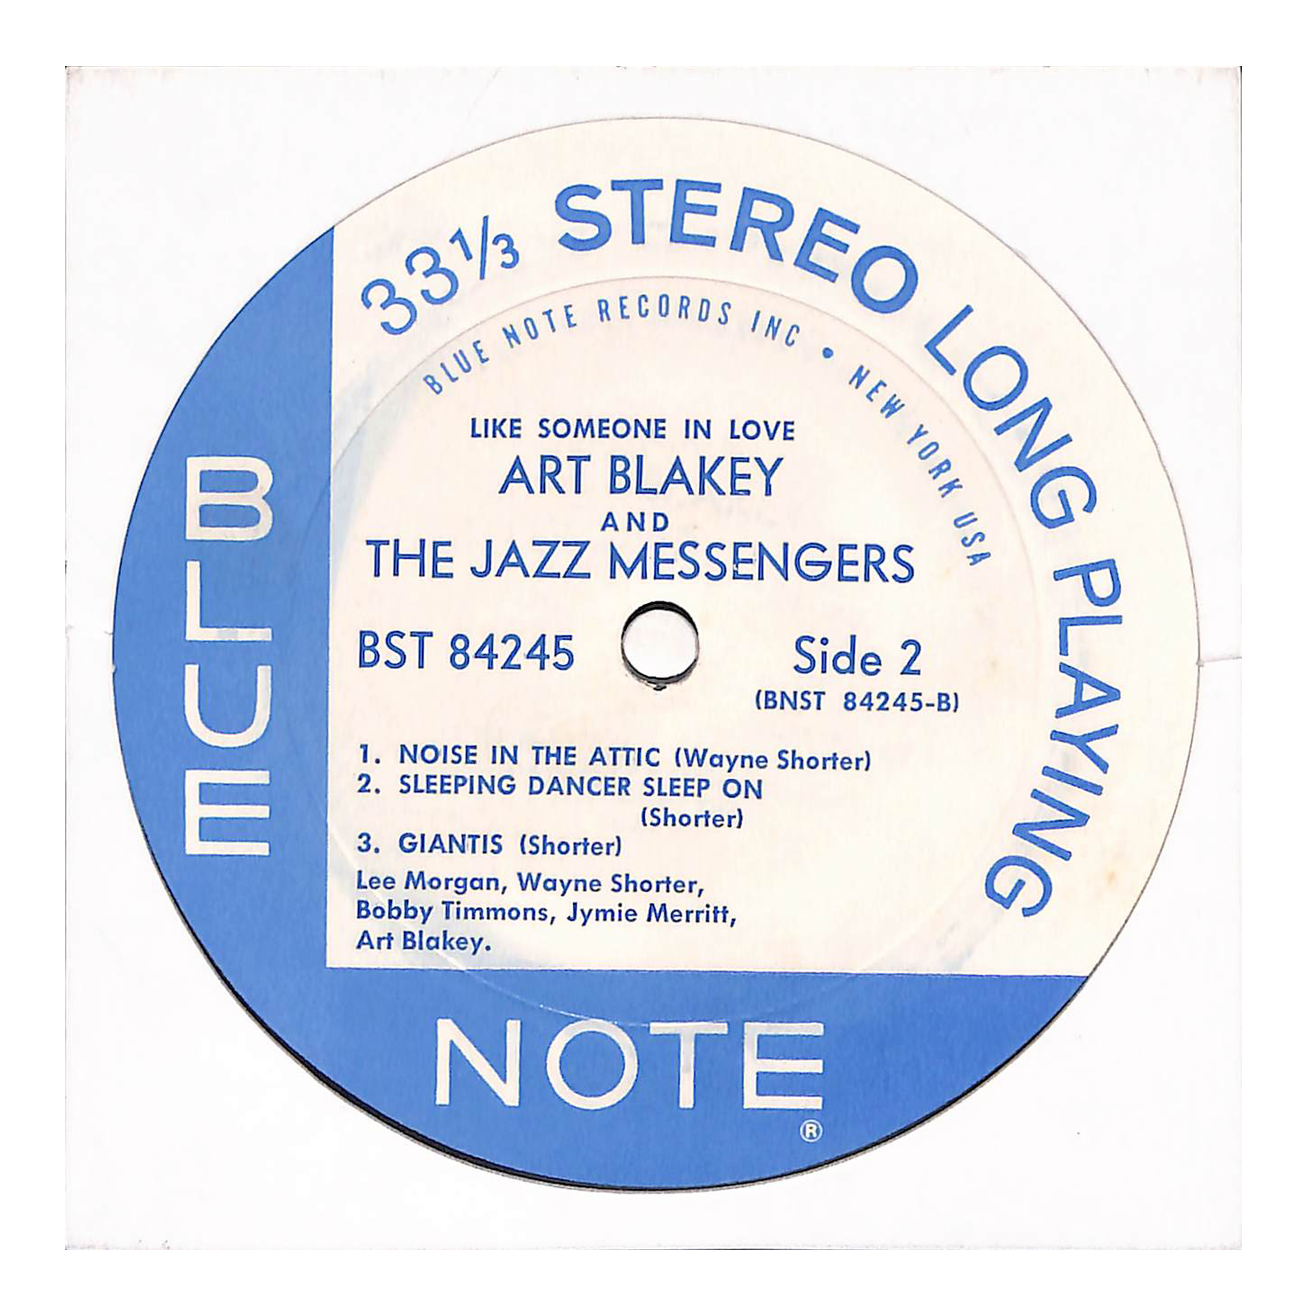 33⅓ STEREO LONG PLAYING
BLUE NOTE RECORDS INC • NEW YORK USA
LIKE SOMEONE IN LOVE
ART BLAKEY
AND
THE JAZZ MESSENGERS
BST 84245
Side 2
(BNST 84245-B)
1. NOISE IN THE ATTIC (Wayne Shorter)
2. SLEEPING DANCER SLEEP ON
(Shorter)
3. GIANTIS (Shorter)
Lee Morgan, Wayne Shorter,
Bobby Timmons, Jymie Merritt,
Art Blakey.
BLUE
NOTE
®